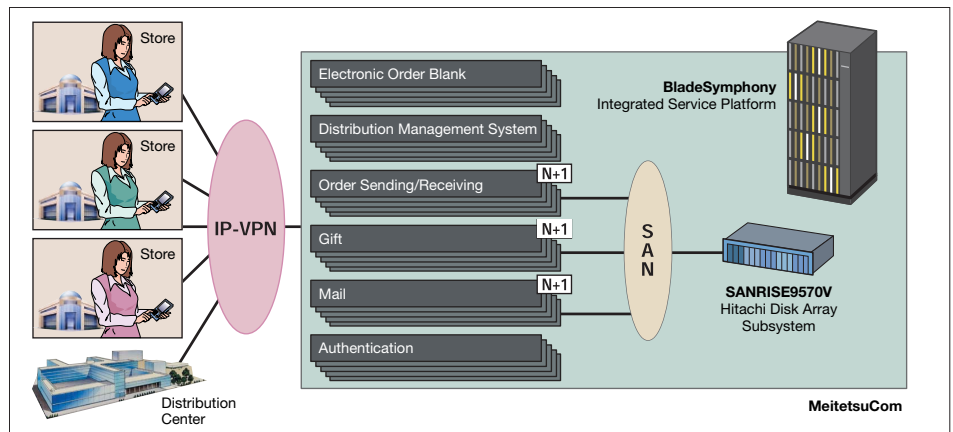 Store
Store
Store
Distribution
Center
IP-VPN
Electronic Order Blank
Distribution Management System
Order Sending/Receiving
N+1
Gift
N+1
Mail
N+1
Authentication
SAN
BladeSymphony
Integrated Service Platform
SANRISE9570V
Hitachi Disk Array
Subsystem
MeitetsuCom